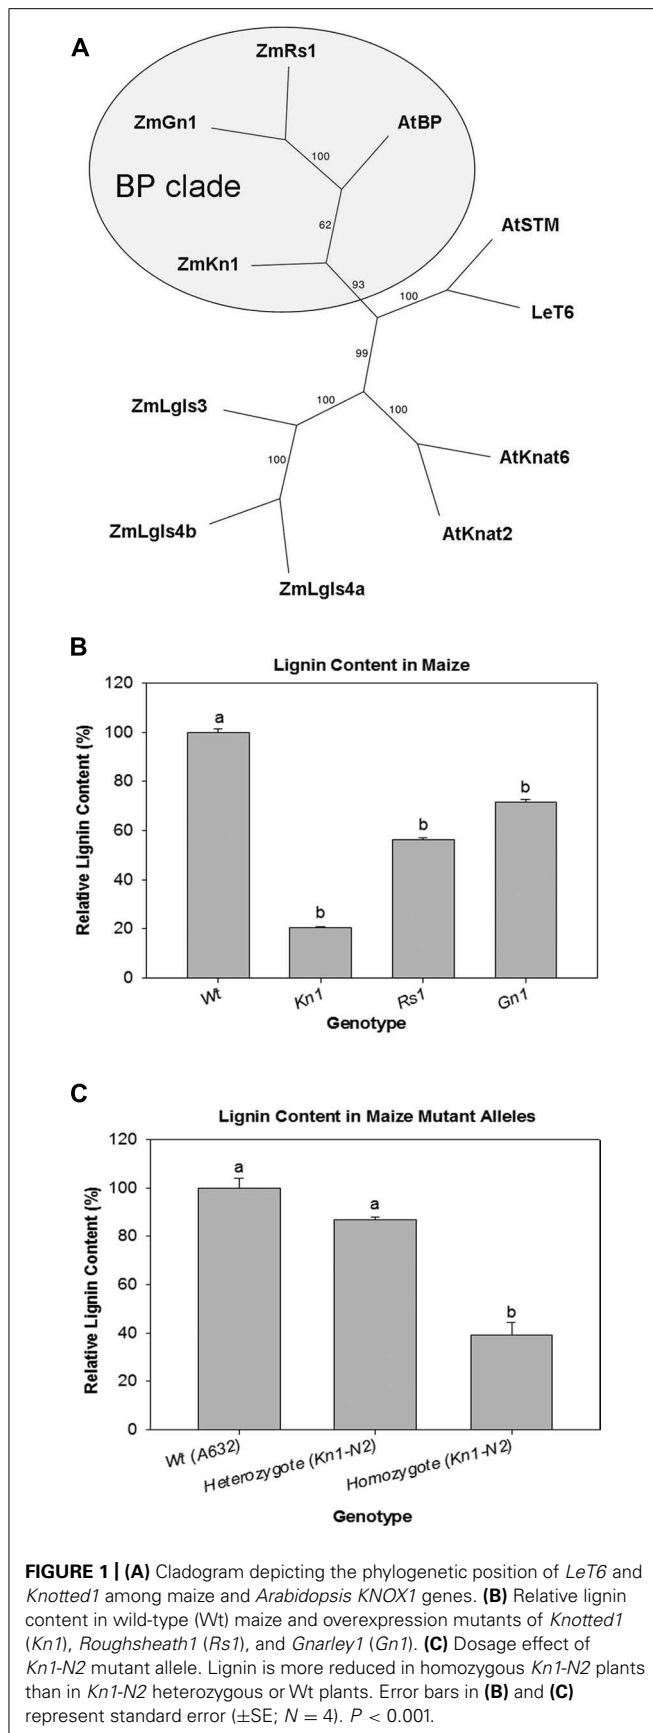 A
ZmRs1
ZmGn1
AtBP
100
BP clade
62
ZmKn1
93
AtSTM
100
LeT6
99
ZmLgls3
100
100
100
AtKnat6
AtKnat2
ZmLgls4b
ZmLgls4a
B
Lignin Content in Maize
Relative Lignin Content (%)
120
100
80
60
40
20
0
a
b
b
b
Wt
Kn1
Rs1
Gn1
Genotype
C
Lignin Content in Maize Mutant Alleles
Relative Lignin Content (%)
120
100
80
60
40
20
0
a
a
b
Wt (A632)
Heterozygote (Kn1-N2)
Homozygote (Kn1-N2)
Genotype
FIGURE 1 | (A) Cladogram depicting the phylogenetic position of LeT6 and
Knotted1 among maize and Arabidopsis KNOX1 genes. (B) Relative lignin
content in wild-type (Wt) maize and overexpression mutants of Knotted1
(Kn1), Roughsheath1 (Rs1), and Gnarley1 (Gn1). (C) Dosage effect of
Kn1-N2 mutant allele. Lignin is more reduced in homozygous Kn1-N2 plants
than in Kn1-N2 heterozygous or Wt plants. Error bars in (B) and (C)
represent standard error (±SE; N = 4). P < 0.001.